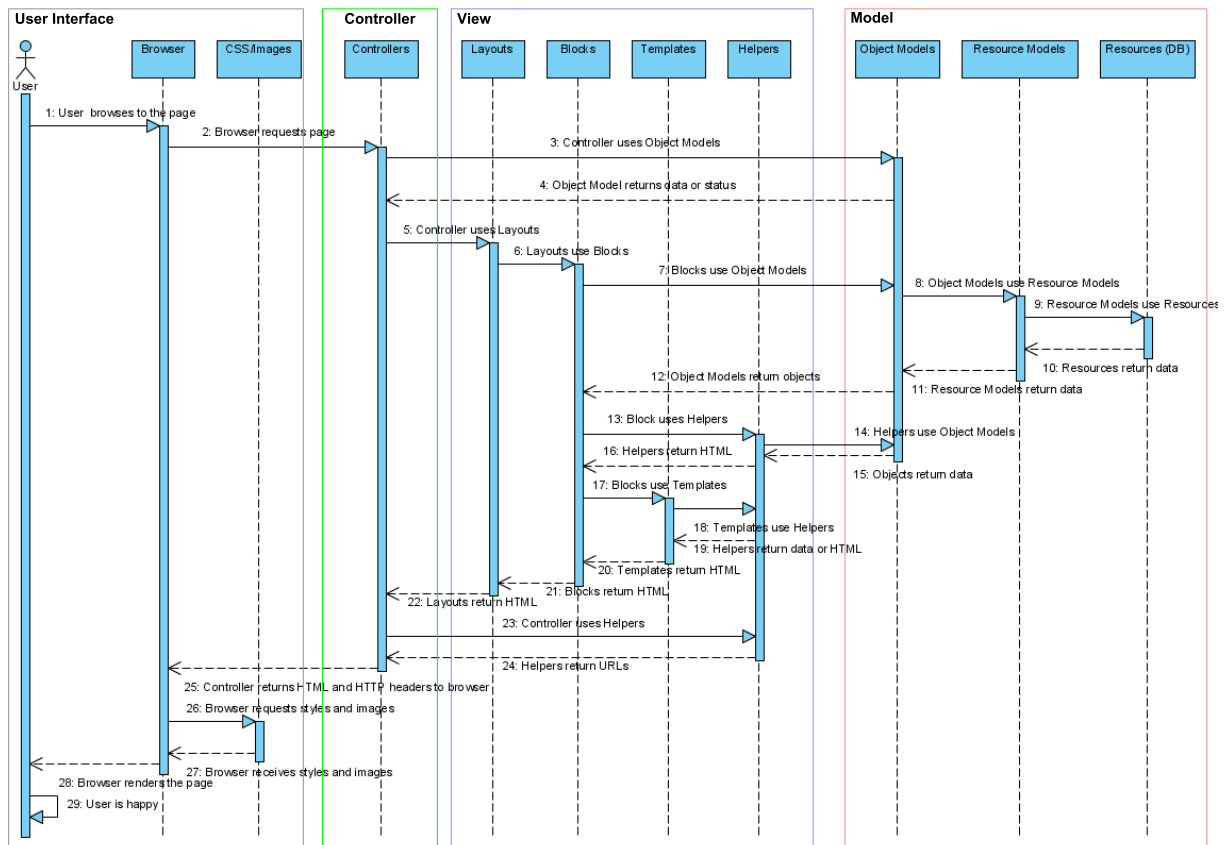 User Interface
Controller
View
Model
Browser
CSS/Images
Controllers
Layouts
Blocks
Templates
Helpers
Object Models
Resource Models
Resources (DB)
User
1: User browses to the page
2: Browser requests page
3: Controller uses Object Models
4: Object Model returns data or status
5: Controller uses Layouts
6: Layouts use Blocks
7: Blocks use Object Models
8: Object Models use Resource Models
9: Resource Models use Resources
10: Resources return data
11: Resource Models return data
12: Object Models return objects
13: Block uses Helpers
14: Helpers use Object Models
15: Objects return data
16: Helpers return HTML
17: Blocks use Templates
18: Templates use Helpers
19: Helpers return data or HTML
20: Templates return HTML
21: Blocks return HTML
22: Layouts return HTML
23: Controller uses Helpers
24: Helpers return URLs
25: Controller returns HTML and HTTP headers to browser
26: Browser requests styles and images
27: Browser receives styles and images
28: Browser renders the page
29: User is happy